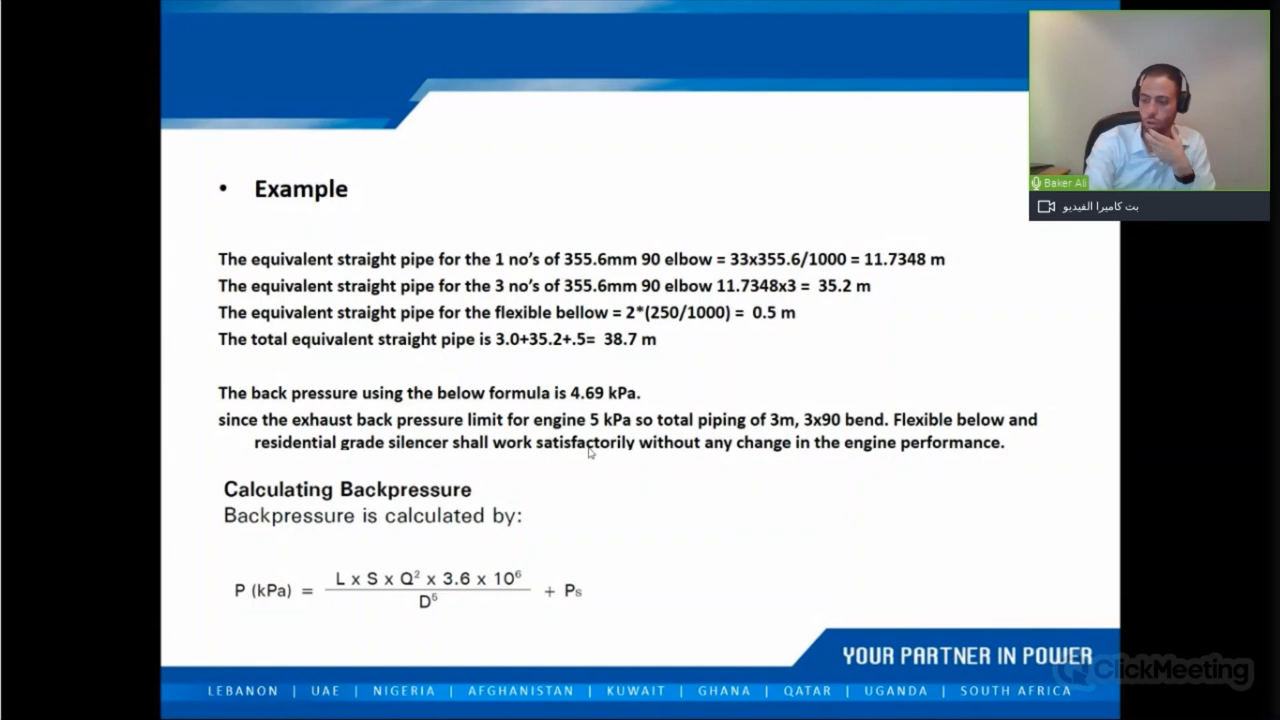 • Example
The equivalent straight pipe for the 1 no’s of 355.6mm 90 elbow = 33x355.6/1000 = 11.7348 m
The equivalent straight pipe for the 3 no’s of 355.6mm 90 elbow 11.7348x3 = 35.2 m
The equivalent straight pipe for the flexible bellow = 2*(250/1000) = 0.5 m
The total equivalent straight pipe is 3.0+35.2+.5= 38.7 m
The back pressure using the below formula is 4.69 kPa.
since the exhaust back pressure limit for engine 5 kPa so total piping of 3m, 3x90 bend. Flexible below and
residential grade silencer shall work satisfactorily without any change in the engine performance.
Calculating Backpressure
Backpressure is calculated by:
P (kPa) = L x S x Q² x 3.6 x 10⁶ / D⁵ + Ps
YOUR PARTNER IN POWER
LEBANON | UAE | NIGERIA | AFGHANISTAN | KUWAIT | GHANA | QATAR | UGANDA | SOUTH AFRICA
ClickMeeting
Baker Ali
بث كاميرا الفيديو